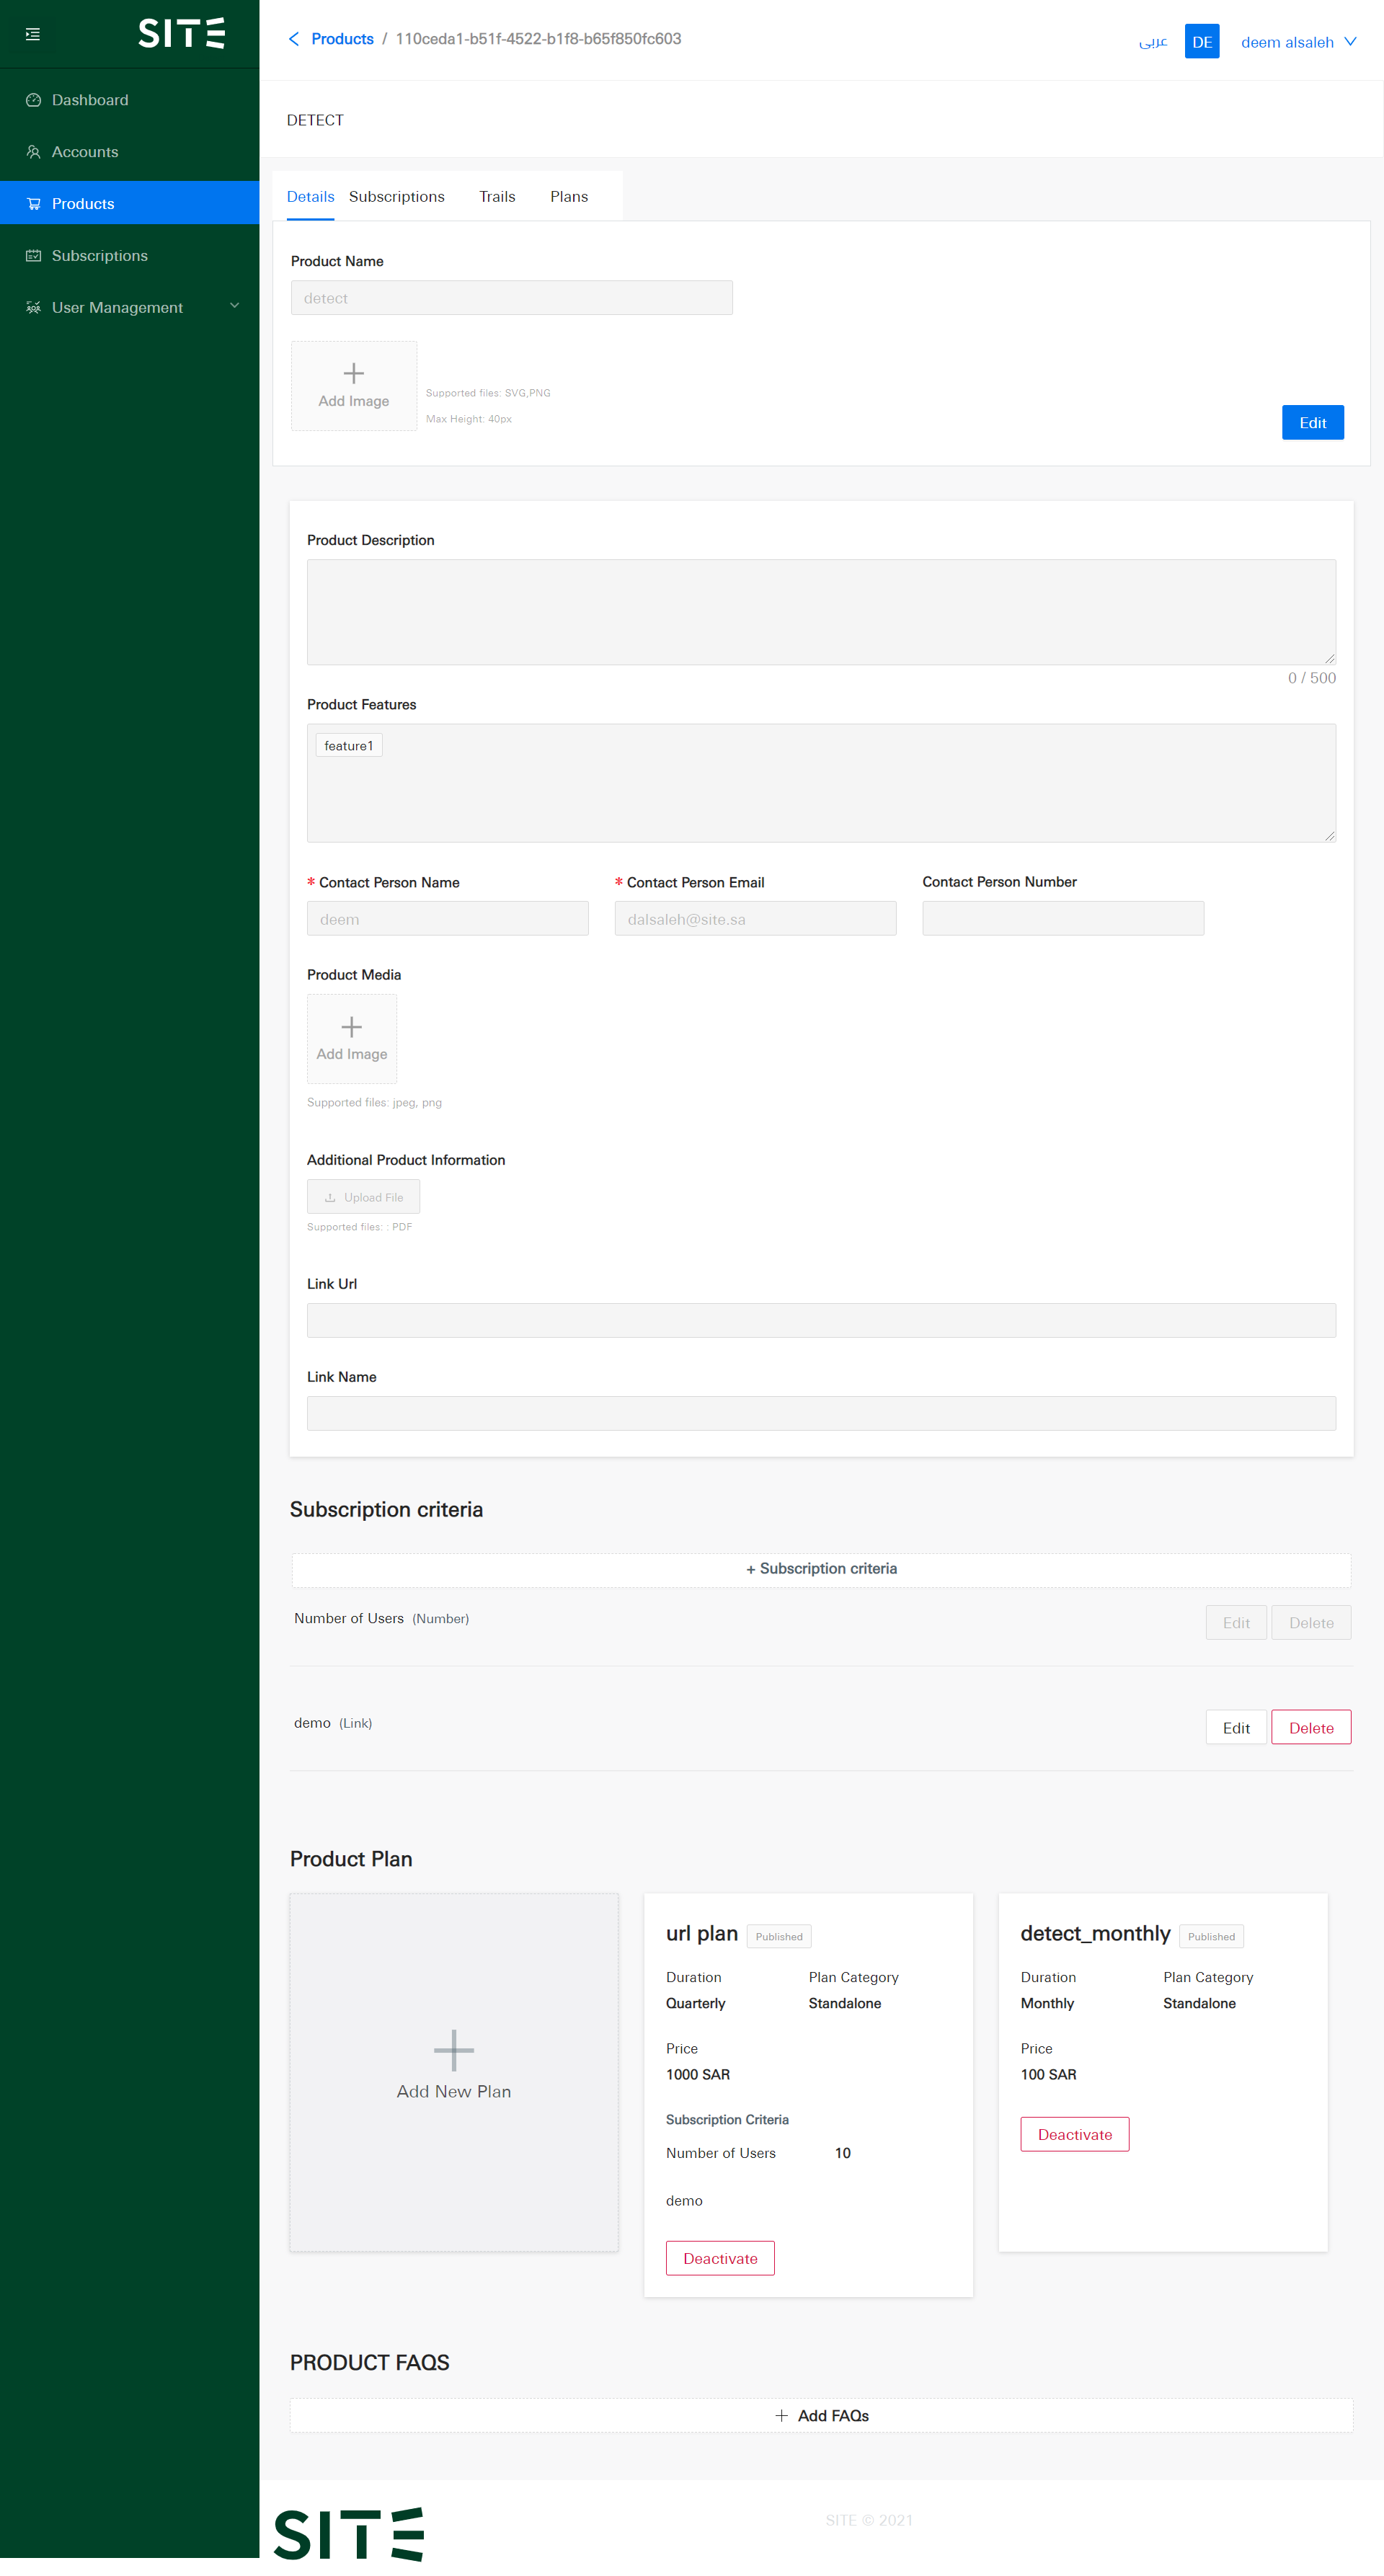 SITE
Products / 110ceda1-b51f-4522-b1f8-b65f850fc603
عربى
DE
deem alsaleh
Dashboard
Accounts
Products
Subscriptions
User Management
DETECT
Details Subscriptions Trails Plans
Product Name
detect
Add Image
Supported files: SVG,PNG
Max Height: 40px
Edit
Product Description
0 / 500
Product Features
feature1
* Contact Person Name * Contact Person Email Contact Person Number
deem dalsaleh@site.sa
Product Media
Add Image
Supported files: jpeg, png
Additional Product Information
Upload File
Supported files: : PDF
Link Url
Link Name
Subscription criteria
+ Subscription criteria
Number of Users (Number) Edit Delete
demo (Link) Edit Delete
Product Plan
Add New Plan
url plan Published
Duration Plan Category
Quarterly Standalone
Price
1000 SAR
Subscription Criteria
Number of Users 10
demo
Deactivate
detect_monthly Published
Duration Plan Category
Monthly Standalone
Price
100 SAR
Deactivate
PRODUCT FAQS
+ Add FAQs
SITE
SITE © 2021